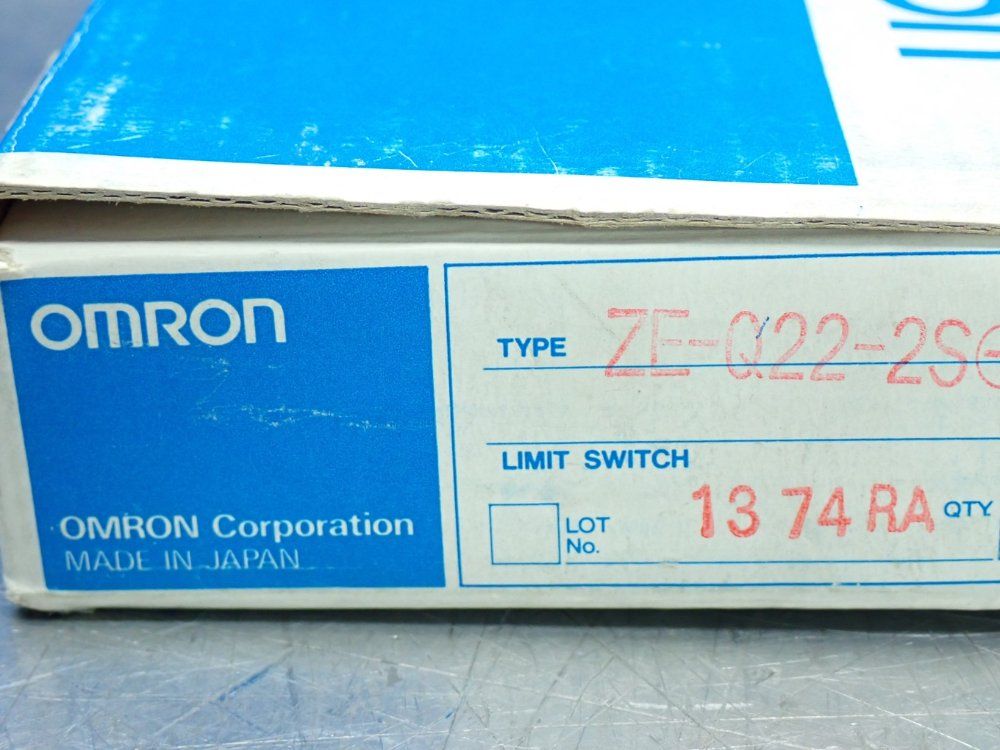 OMRON
OMRON Corporation
MADE IN JAPAN
TYPE ZE-Q22-2S
LIMIT SWITCH
LOT No. 13 74 RA QTY